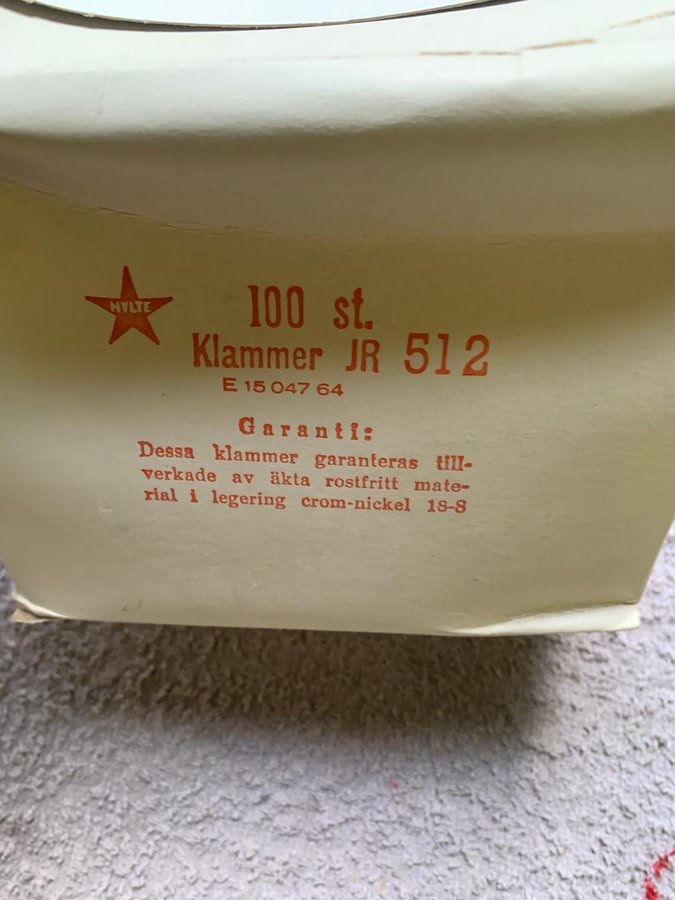 HYLTE
100 st.
Klammer JR 512
E 15 047 64
Garanti:
Dessa klammer garanteras till-
verkade av äkta rostfritt mate-
rial i legering crom-nickel 18-8